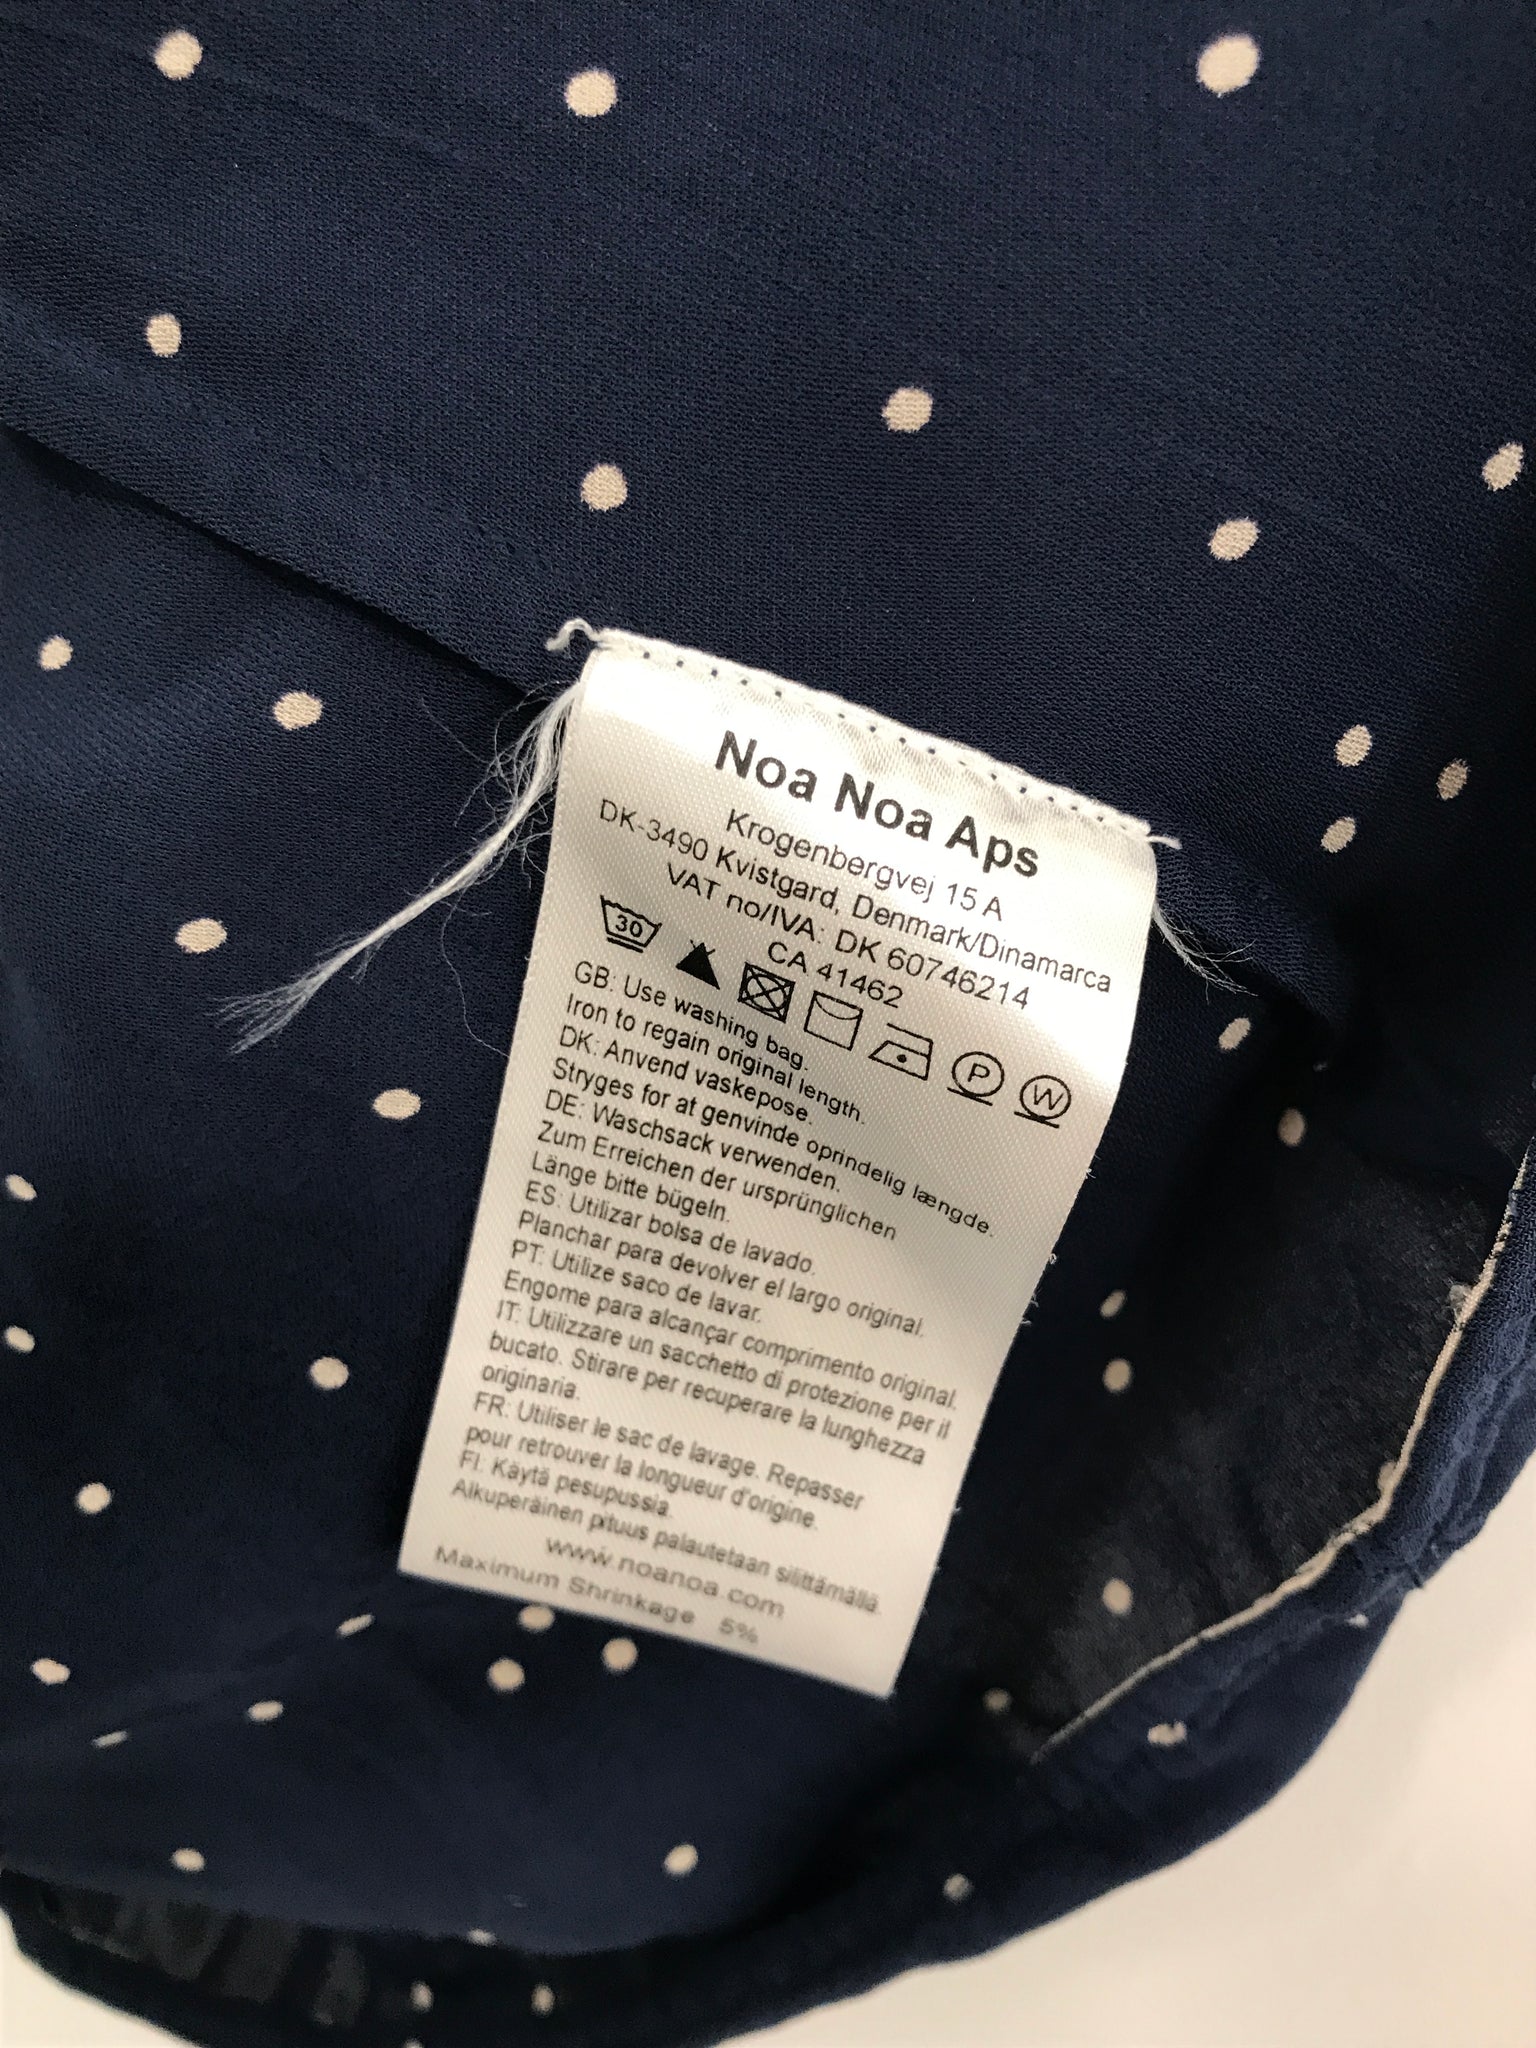 Noa Noa Aps
Krogenbergvej 15 A
DK-3490 Kvistgard, Denmark/Dinamarca
VAT no/IVA: DK 60746214
CA 41462
30 P W
GB: Use washing bag.
Iron to regain original length.
DK: Anvend vaskepose.
Stryges for at genvinde oprindelig længde.
DE: Waschsack verwenden.
Zum Erreichen der ursprünglichen
Länge bitte bügeln.
ES: Utilizar bolsa de lavado.
Planchar para devolver el largo original.
PT: Utilize saco de lavar.
Engome para alcançar comprimento original.
IT: Utilizzare un sacchetto di protezione per il
bucato. Stirare per recuperare la lunghezza
originaria.
FR: Utiliser le sac de lavage. Repasser
pour retrouver la longueur d'origine.
FI: Käytä pesupussia.
Alkuperäinen pituus palautetaan silittämällä.
www.noanoa.com
Maximum Shrinkage 5%